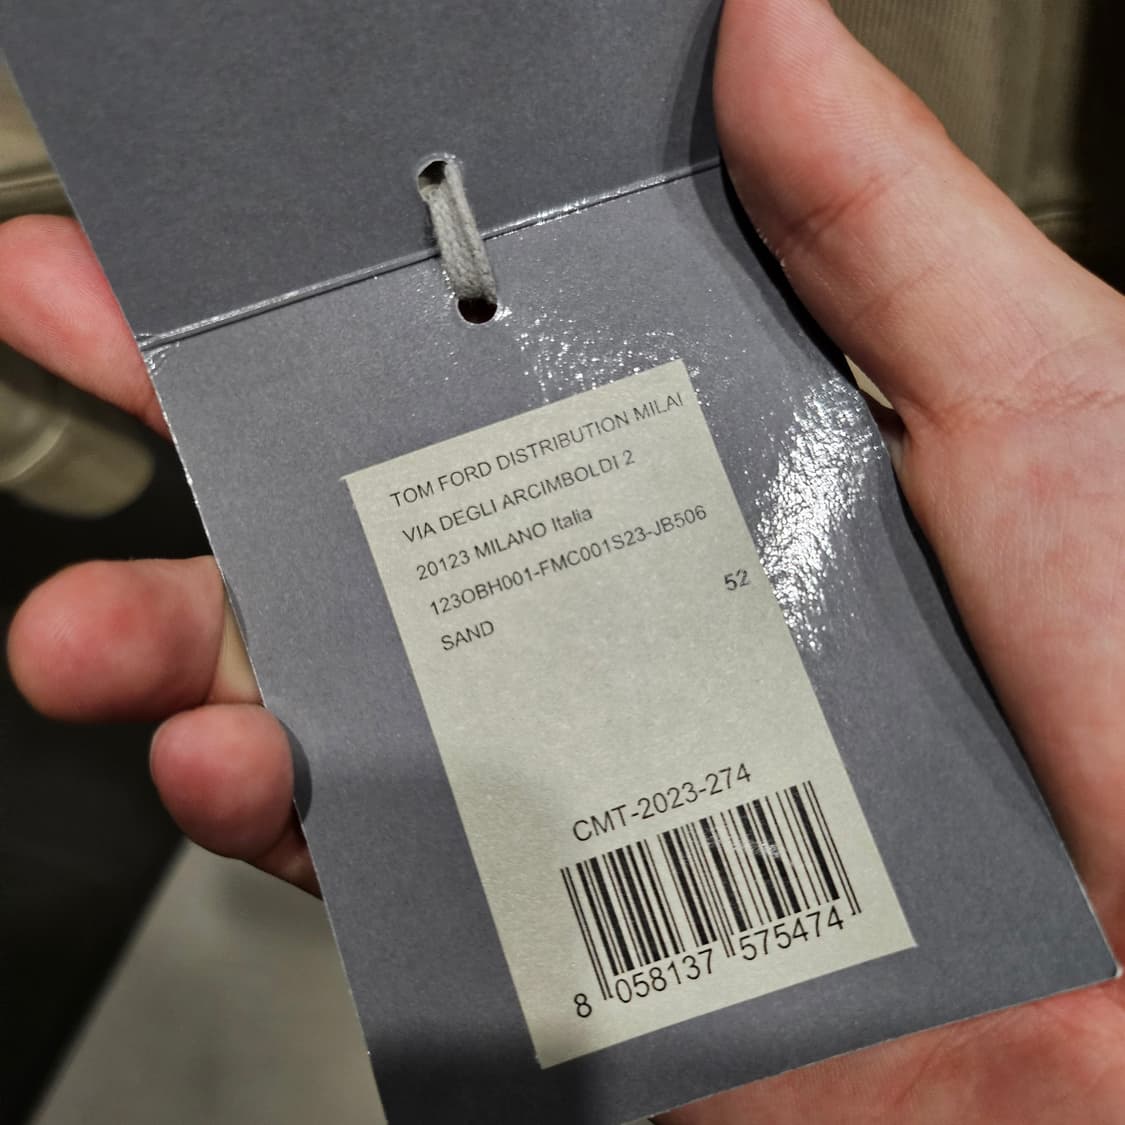 TOM FORD DISTRIBUTION MILAI
VIA DEGLI ARCIMBOLDI 2
20123 MILANO Italia
123OBH001-FMC001S23-JB506
52
SAND
CMT-2023-274
8 058137 575474